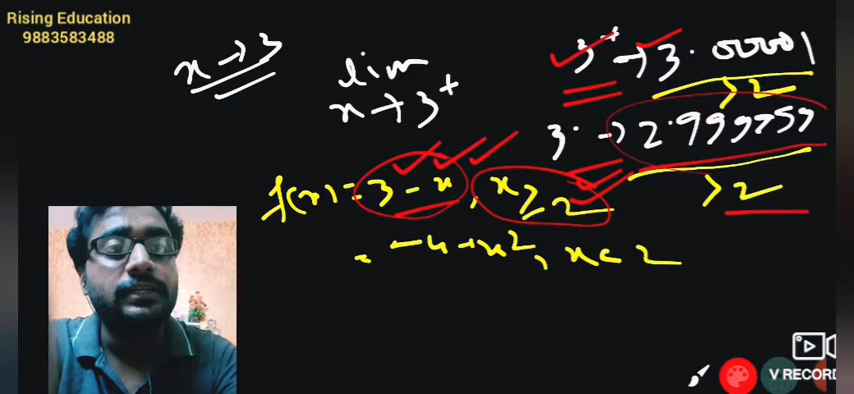 Rising Education
9883583488
x → 3
lim
x → 3⁺
3⁺ → 3.00001
> 2
3⁻ → 2.9999999
> 2
f(x) = 3 - x , x ≥ 2
= -4 + x² , x < 2
V RECORD